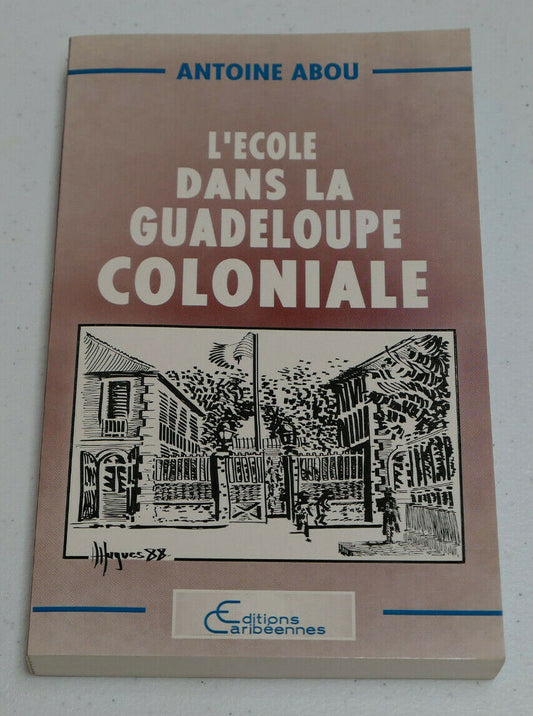 ANTOINE ABOU
L'ECOLE
DANS LA
GUADELOUPE
COLONIALE
Hugues 88
Editions
Caribéennes